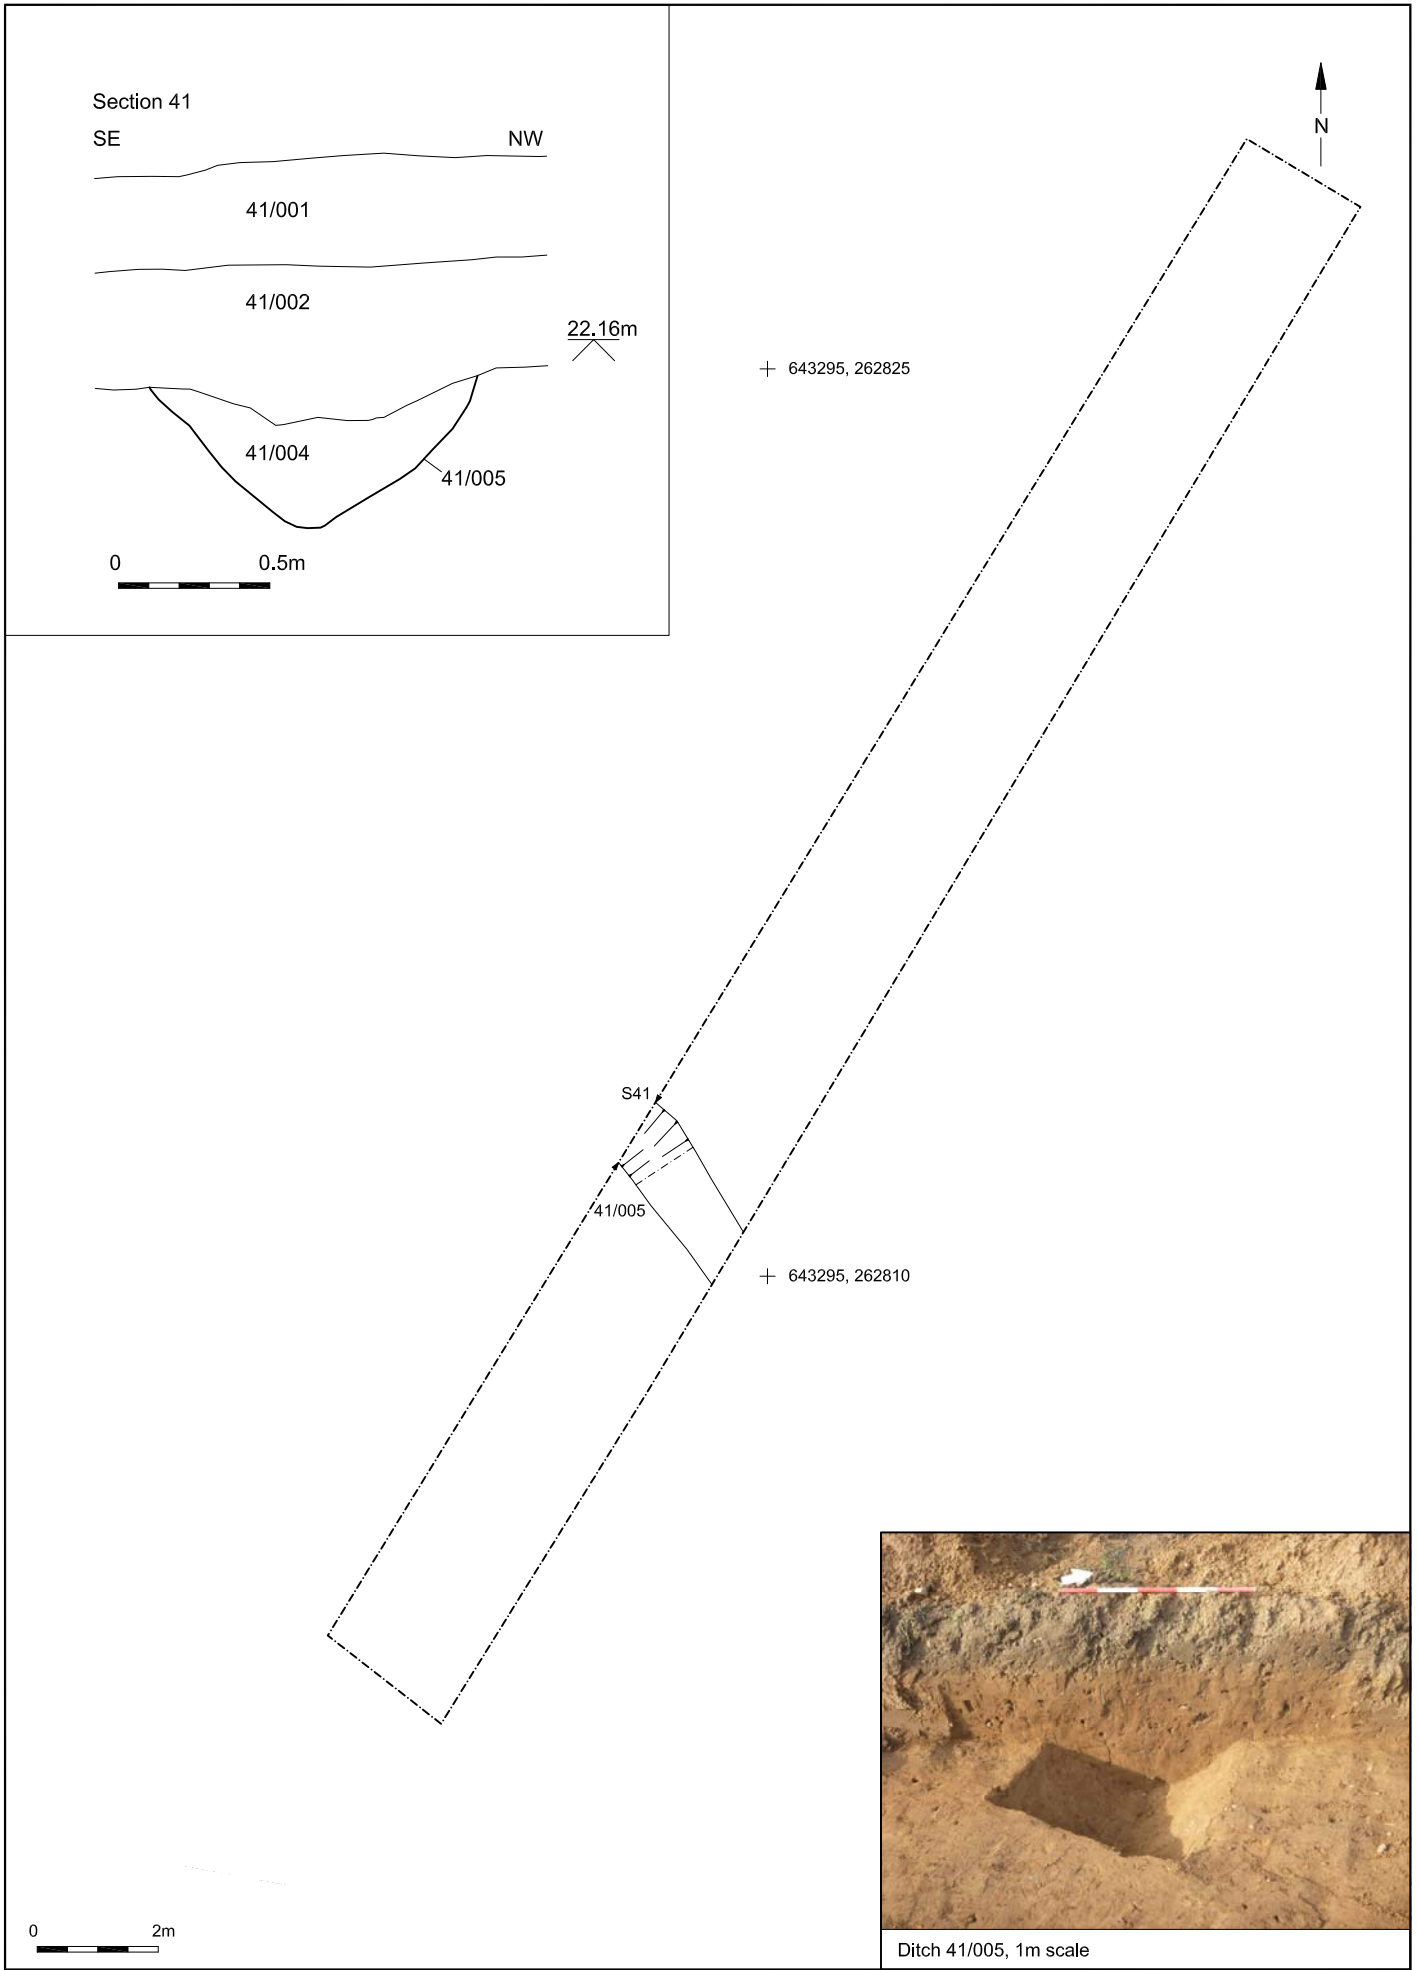 Section 41
SE NW
41/001
41/002
22.16m
41/004
41/005
0 0.5m
N
643295, 262825
S41
41/005
643295, 262810
0 2m
Ditch 41/005, 1m scale